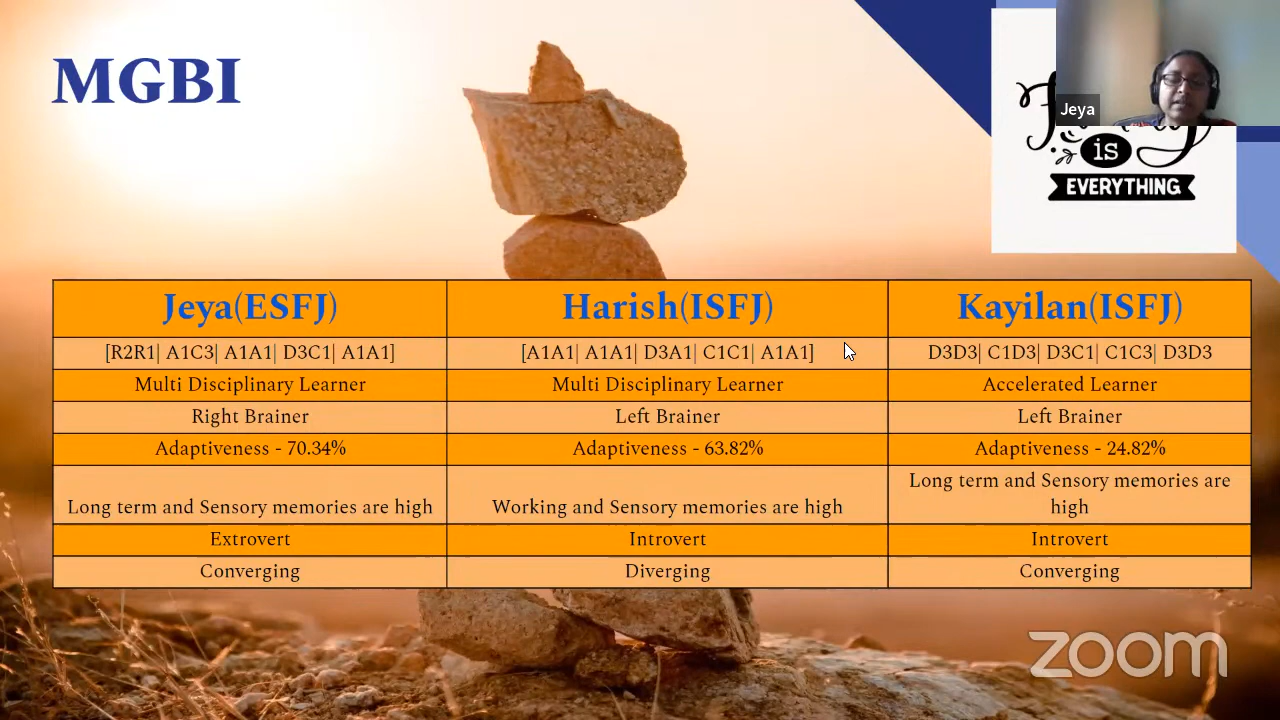 MGBI
Jeya
is
EVERYTHING
Jeya(ESFJ) Harish(ISFJ) Kayilan(ISFJ)
[R2R1| A1C3| A1A1| D3C1| A1A1] [A1A1| A1A1| D3A1| C1C1| A1A1] D3D3| C1D3| D3C1| C1C3| D3D3
Multi Disciplinary Learner Multi Disciplinary Learner Accelerated Learner
Right Brainer Left Brainer Left Brainer
Adaptiveness - 70.34% Adaptiveness - 63.82% Adaptiveness - 24.82%
Long term and Sensory memories are high Working and Sensory memories are high Long term and Sensory memories are
high
Extrovert Introvert Introvert
Converging Diverging Converging
zoom